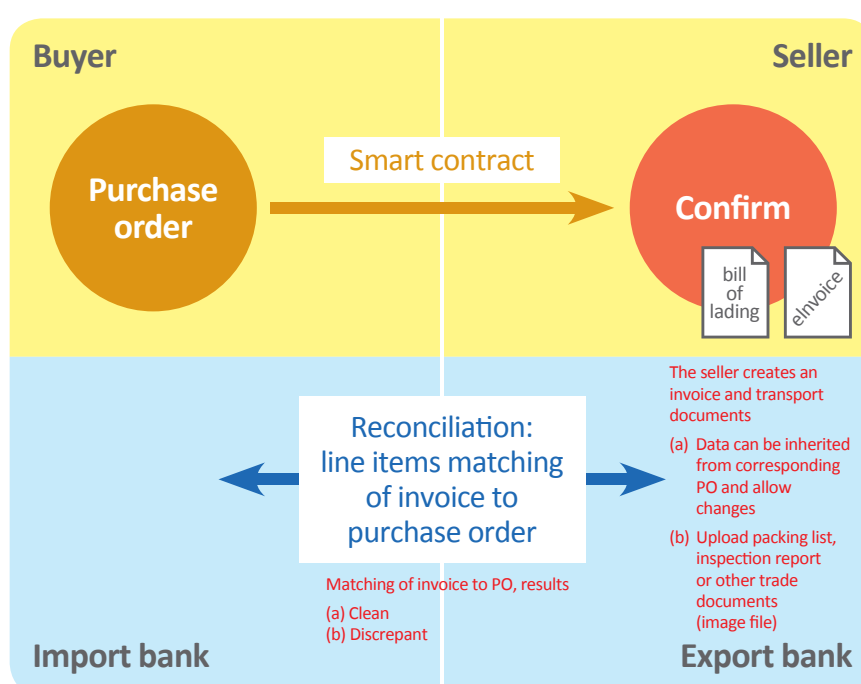 Buyer
Seller
Smart contract
Purchase
order
Confirm
bill
of
lading
eInvoice
The seller creates an
invoice and transport
documents
(a) Data can be inherited
from corresponding
PO and allow
changes
(b) Upload packing list,
inspection report
or other trade
documents
(image file)
Reconciliation:
line items matching
of invoice to
purchase order
Matching of invoice to PO, results
(a) Clean
(b) Discrepant
Import bank
Export bank